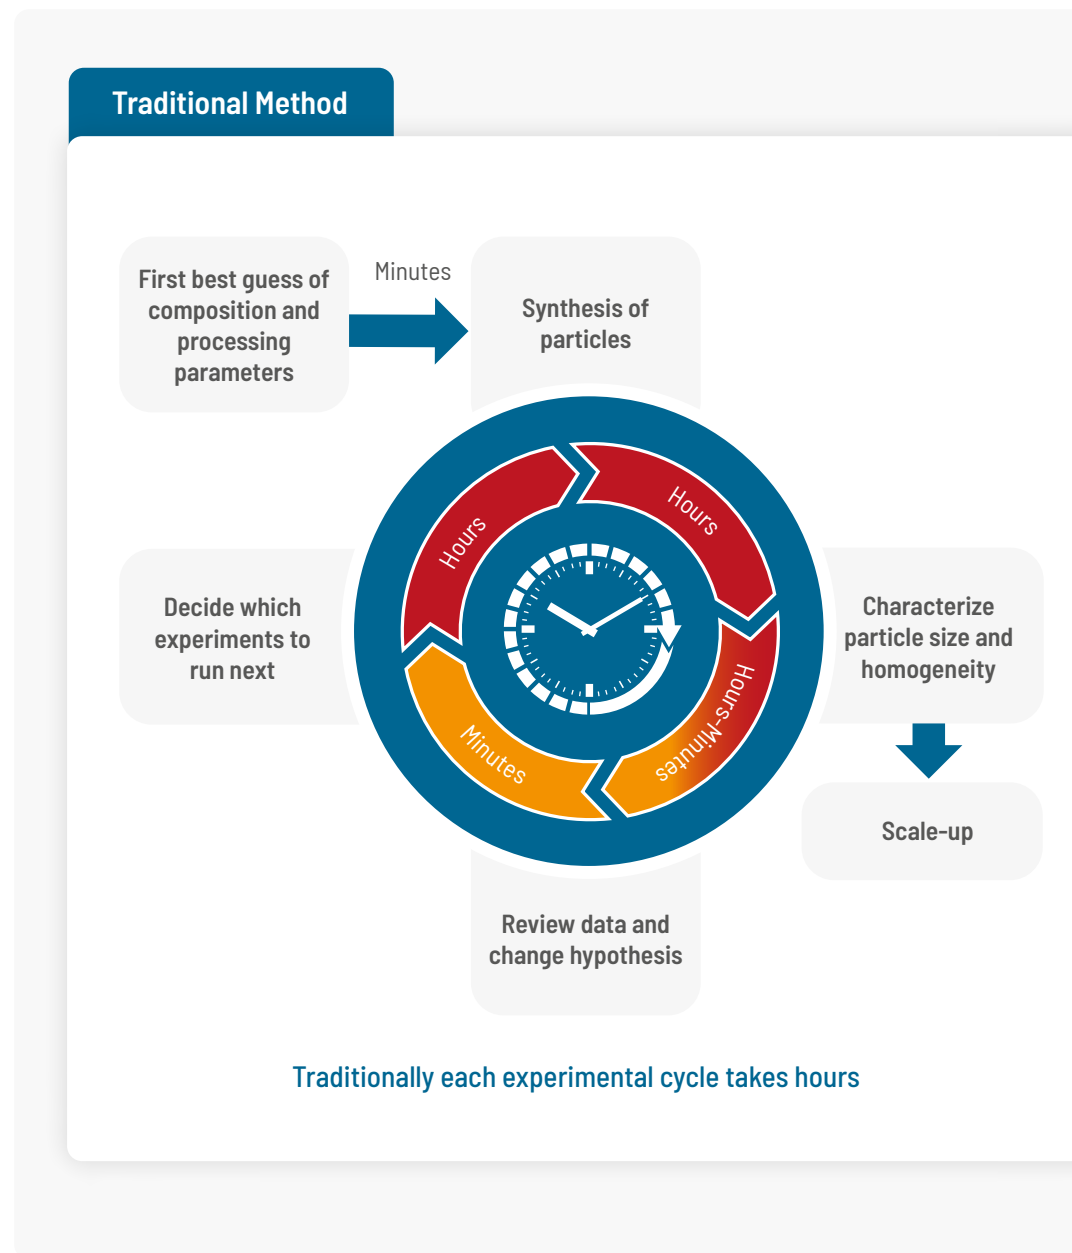 Traditional Method
First best guess of
composition and
processing
parameters
Minutes
Synthesis of
particles
Hours
Hours
Decide which
experiments to
run next
Characterize
particle size and
homogeneity
Hours-Minutes
Minutes
Scale-up
Review data and
change hypothesis
Traditionally each experimental cycle takes hours